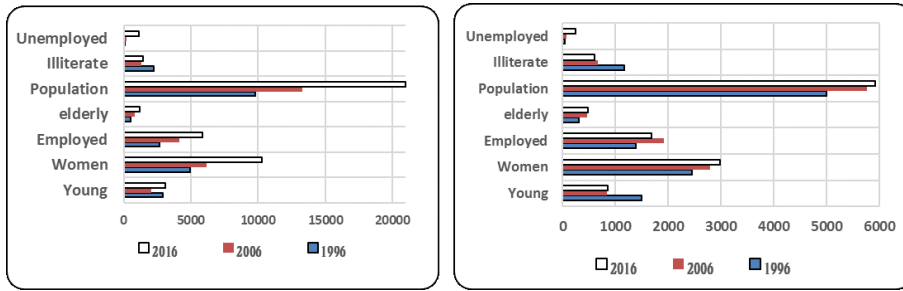 Unemployed
Illiterate
Population
elderly
Employed
Women
Young
0 5000 10000 15000 20000
2016 2006 1996
Unemployed
Illiterate
Population
elderly
Employed
Women
Young
0 1000 2000 3000 4000 5000 6000
2016 2006 1996